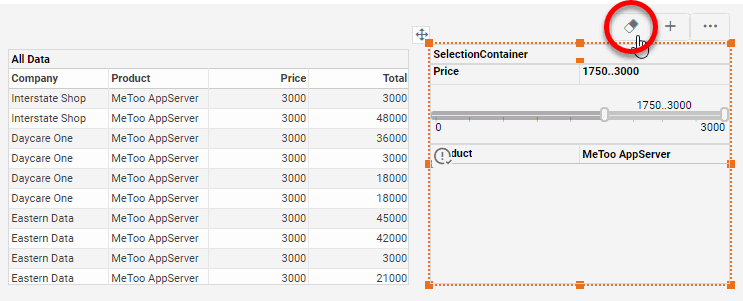 All Data
Company Product Price Total
Interstate Shop MeToo AppServer 3000 3000
Interstate Shop MeToo AppServer 3000 48000
Daycare One MeToo AppServer 3000 36000
Daycare One MeToo AppServer 3000 3000
Daycare One MeToo AppServer 3000 18000
Daycare One MeToo AppServer 3000 18000
Eastern Data MeToo AppServer 3000 45000
Eastern Data MeToo AppServer 3000 42000
Eastern Data MeToo AppServer 3000 3000
Eastern Data MeToo AppServer 3000 21000
SelectionContainer
Price 1750..3000
1750..3000
0 3000
duct MeToo AppServer